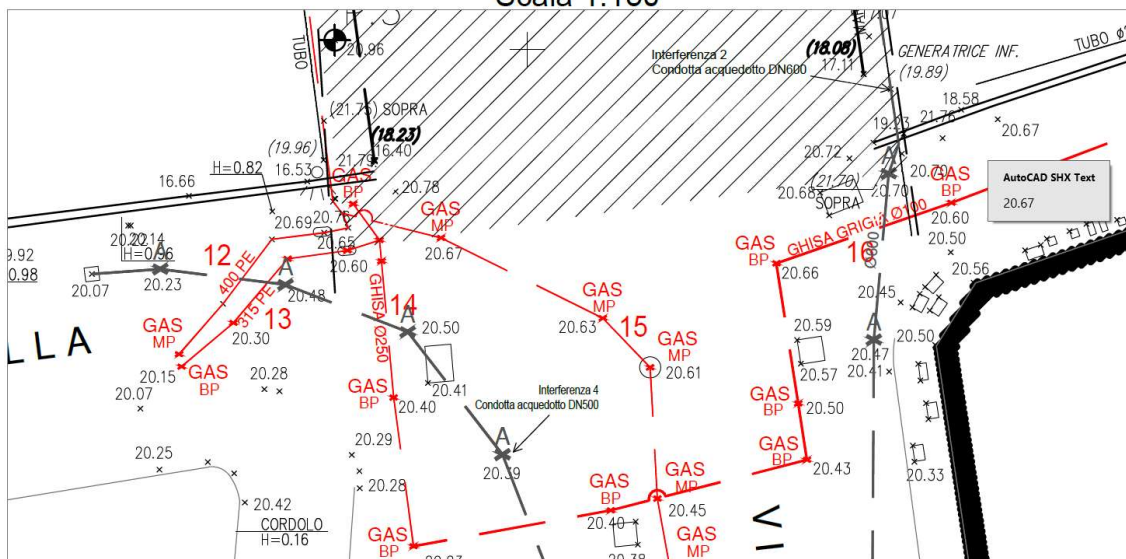 Scala 1:100
TUBO
20.96
Interferenza 2
Condotta acquedotto DN600
(18.08)
17.11
GENERATRICE INF.
(19.89)
TUBO
(21.75) SOPRA
18.58
19.23
21.76
20.67
(18.23)
16.40
(19.96)
21.79
16.53
H=0.82
16.66
20.72
20.70
20.70
(21.70)
20.68
SOPRA
AutoCAD SHX Text
20.67
GAS
BP
20.78
GAS
MP
20.67
GAS
BP
20.60
20.76
20.69
20.65
20.60
GHISA GRIGIA Ø100
16
20.50
20.22
20.14
H=0.96
12
A
20.07
20.23
A
20.48
400 PE
315 PE
13
20.30
GHISA Ø250
14
A
20.50
GAS
BP
20.66
Ø600
20.56
20.45
20.63
GAS
MP
15
GAS
MP
20.61
20.59
20.57
A
A
20.47
20.41
20.50
LLA
GAS
MP
20.15
GAS
BP
20.28
20.07
20.41
GAS
BP
20.40
Interferenza 4
Condotta acquedotto DN500
A
20.39
GAS
BP
20.50
20.43
20.33
20.29
20.28
20.25
20.42
CORDOLO
H=0.16
GAS
BP
GAS
BP
20.40
20.38
GAS
MP
20.45
GAS
MP
VI